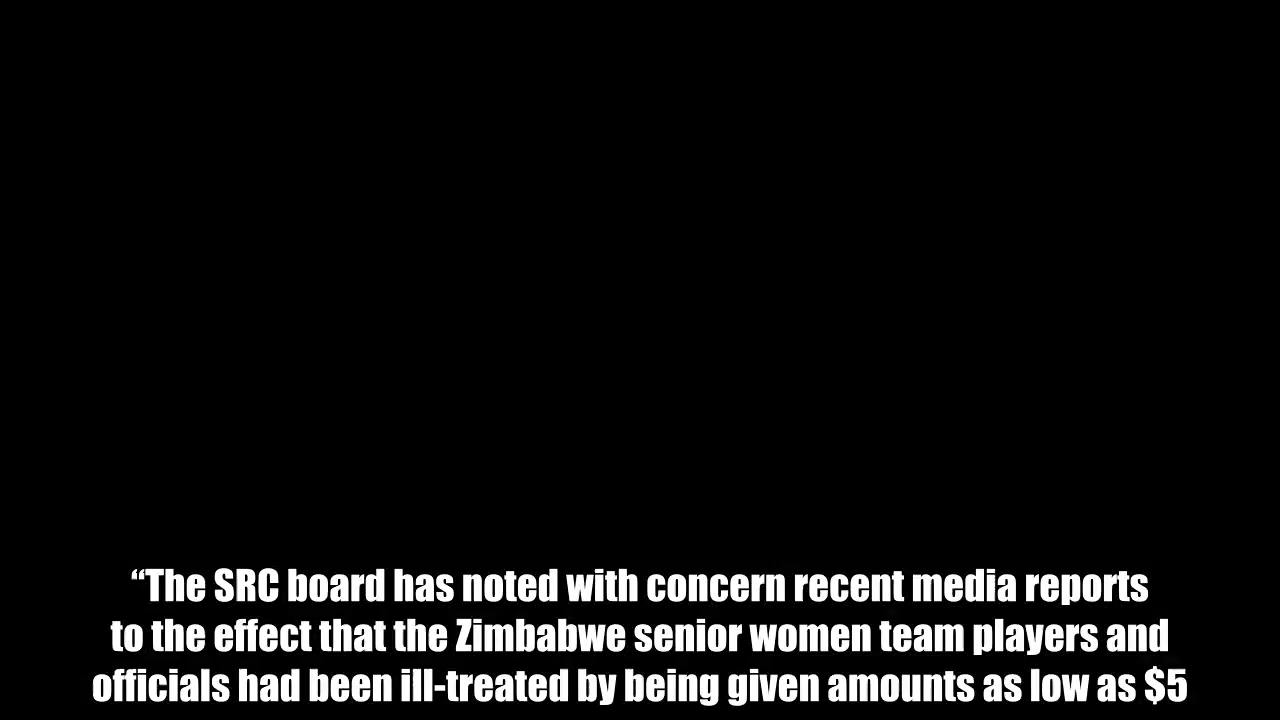 “The SRC board has noted with concern recent media reports
to the effect that the Zimbabwe senior women team players and
officials had been ill-treated by being given amounts as low as $5